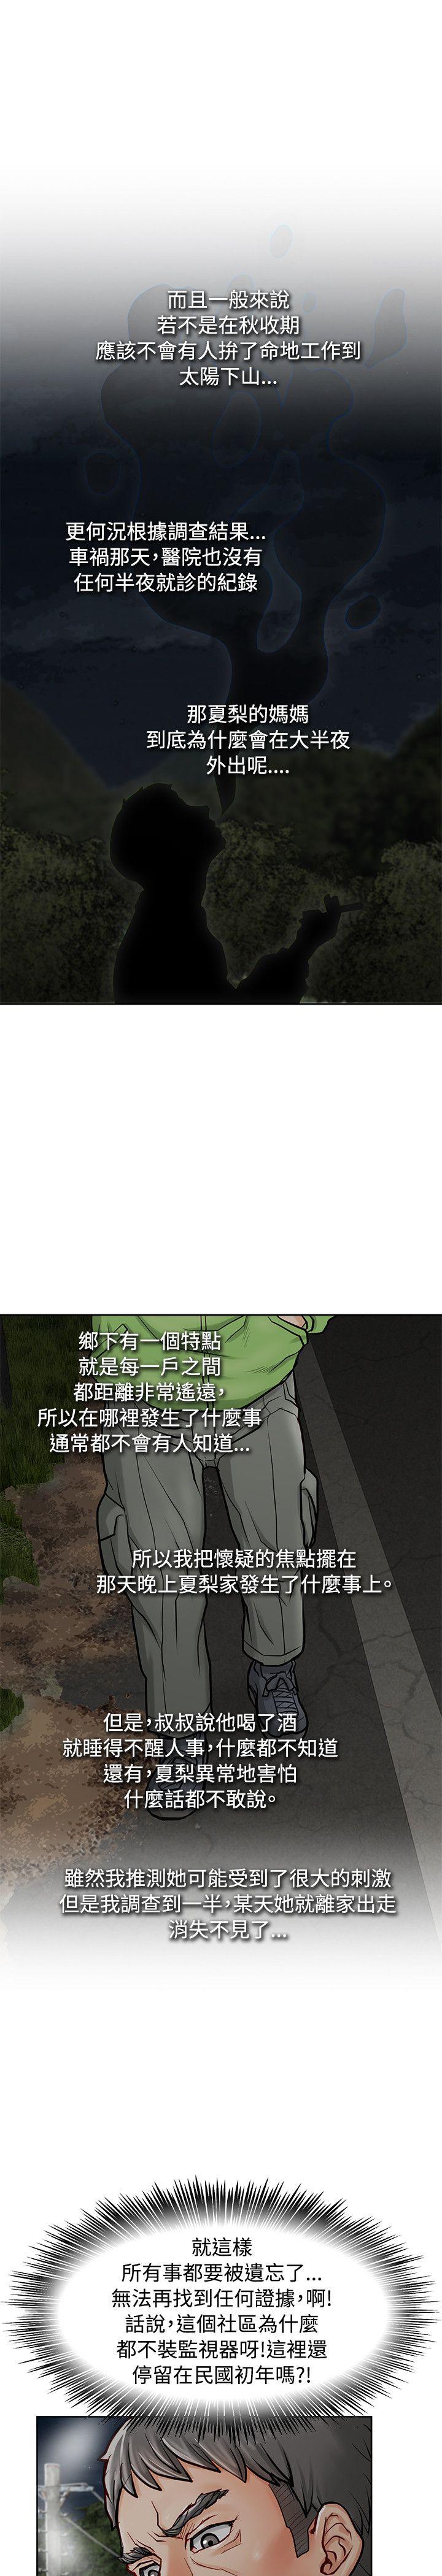 而且一般來說
若不是在秋收期
應該不會有人拚了命地工作到
太陽下山...
更何況根據調查結果...
車禍那天,醫院也沒有
任何半夜就診的紀錄
那夏梨的媽媽
到底為什麼會在大半夜
外出呢....
鄉下有一個特點
就是每一戶之間
都距離非常遙遠,
所以在哪裡發生了什麼事
通常都不會有人知道...
所以我把懷疑的焦點擺在
那天晚上夏梨家發生了什麼事上。
但是,叔叔說他喝了酒
就睡得不醒人事,什麼都不知道
還有,夏梨異常地害怕
什麼話都不敢說。
雖然我推測她可能受到了很大的刺激
但是我調查到一半,某天她就離家出走
消失不見了...
就這樣
所有事都要被遺忘了...
無法再找到任何證據,啊!
話說,這個社區為什麼
都不裝監視器呀!這裡還
停留在民國初年嗎?!